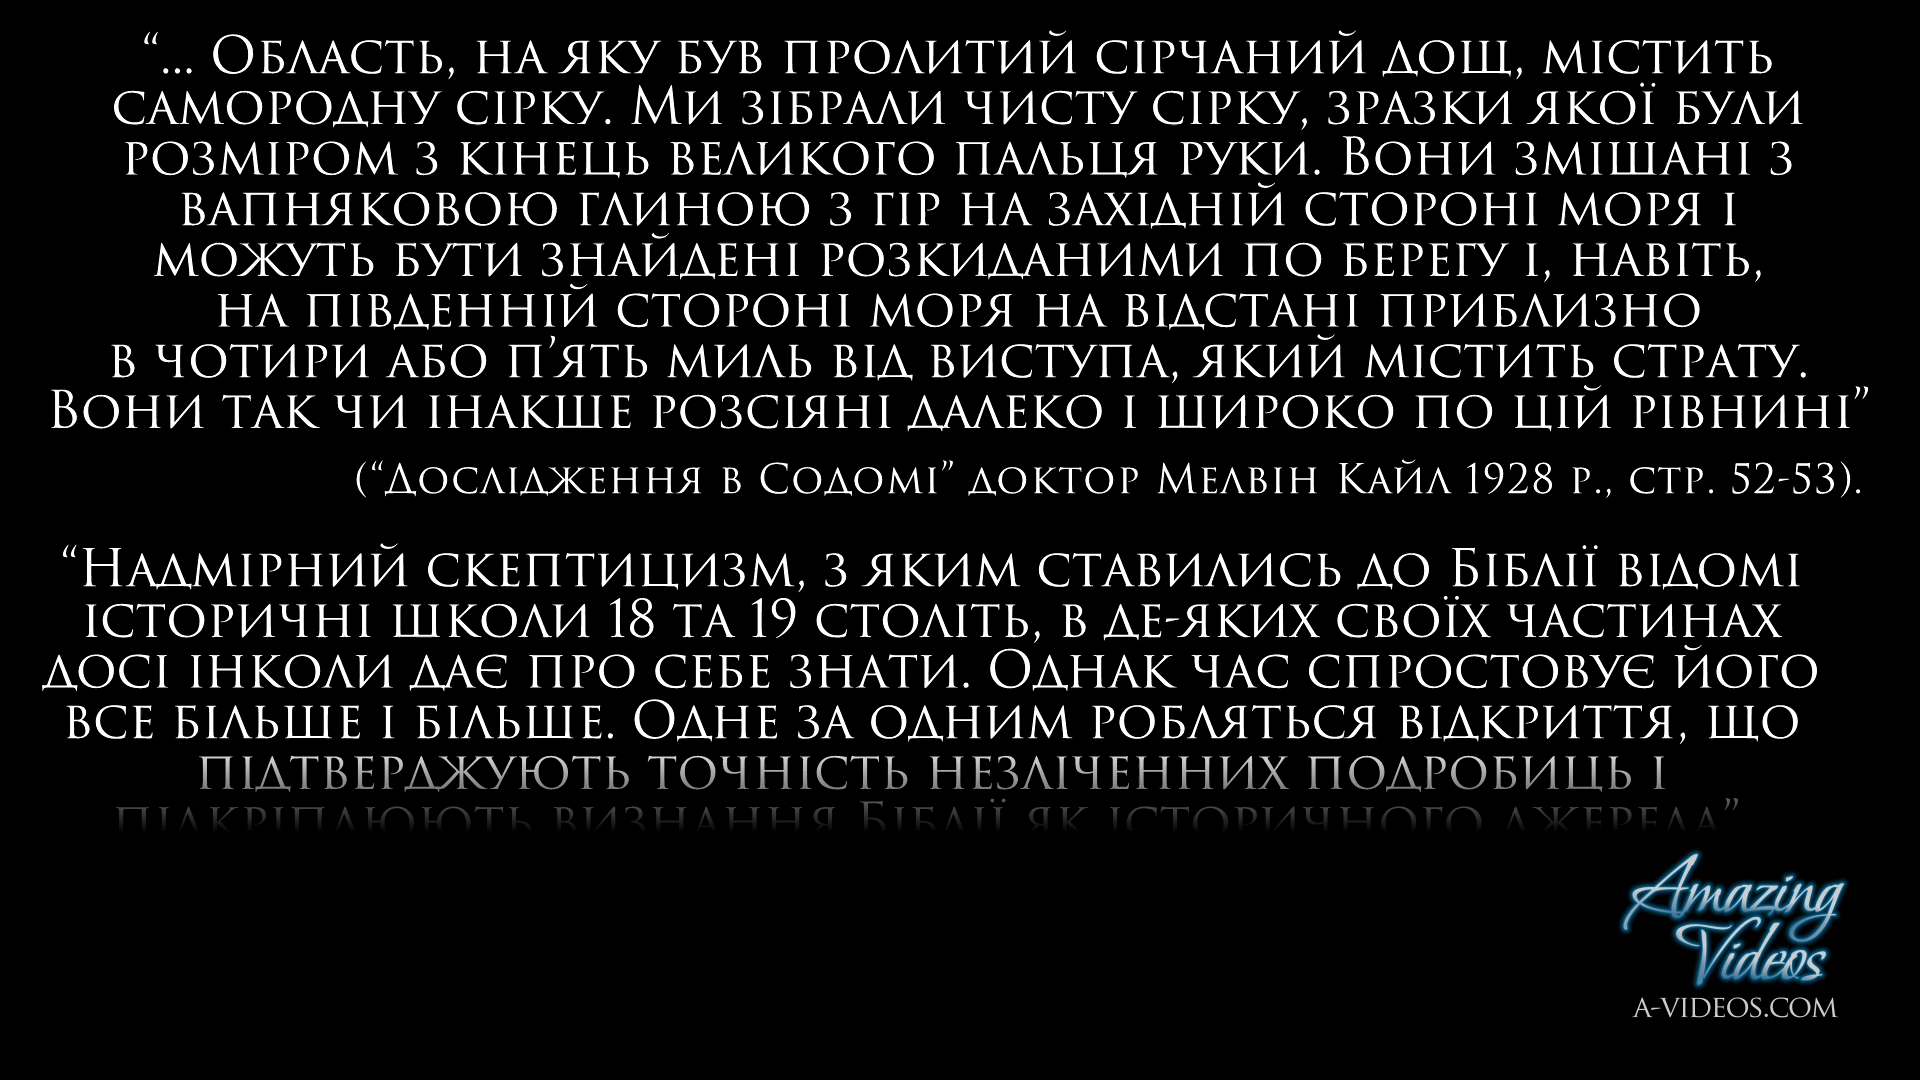 “... Область, на яку був пролитий сірчаний дощ, містить
самородну сірку. Ми зібрали чисту сірку, зразки якої були
розміром з кінець великого пальця руки. Вони змішані з
вапняковою глиною з гір на західній стороні моря і
можуть бути знайдені розкиданими по берегу і, навіть,
на південній стороні моря на відстані приблизно
в чотири або п’ять миль від виступа, який містить страту.
Вони так чи інакше розсіяні далеко і широко по цій рівнині”
(“Дослідження в Содомі” доктор Мелвін Кайл 1928 р., стр. 52-53).
“Надмірний скептицизм, з яким ставились до Біблії відомі
історичні школи 18 та 19 століть, в де-яких своїх частинах
досі інколи дає про себе знати. Однак час спростовує його
все більше і більше. Одне за одним робляться відкриття, що
підтверджують точність незліченних подробиць і
підкріплюють визнання Біблії як історичного джерела”
Amazing
Videos
A-VIDEOS.COM